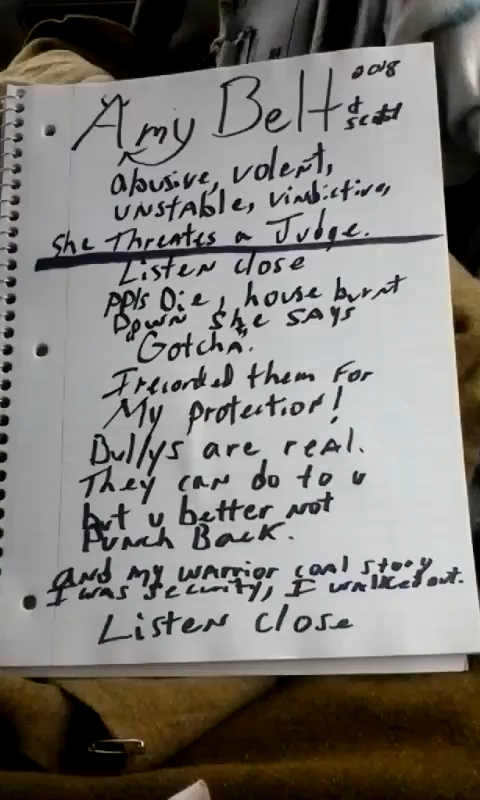 2018
Amy Belt &
abusive, volent,
UNSTABLE, vindictive,
She Threates a Judge.
Listen close
ppls Die, house burnt
Down she SAYS
Gotcha.
I recorded them For
My protection!
Bullys are real.
They can do to u
but u better not
Punch Back.
and my warrior coal story
I was security, I walked out.
Listen close